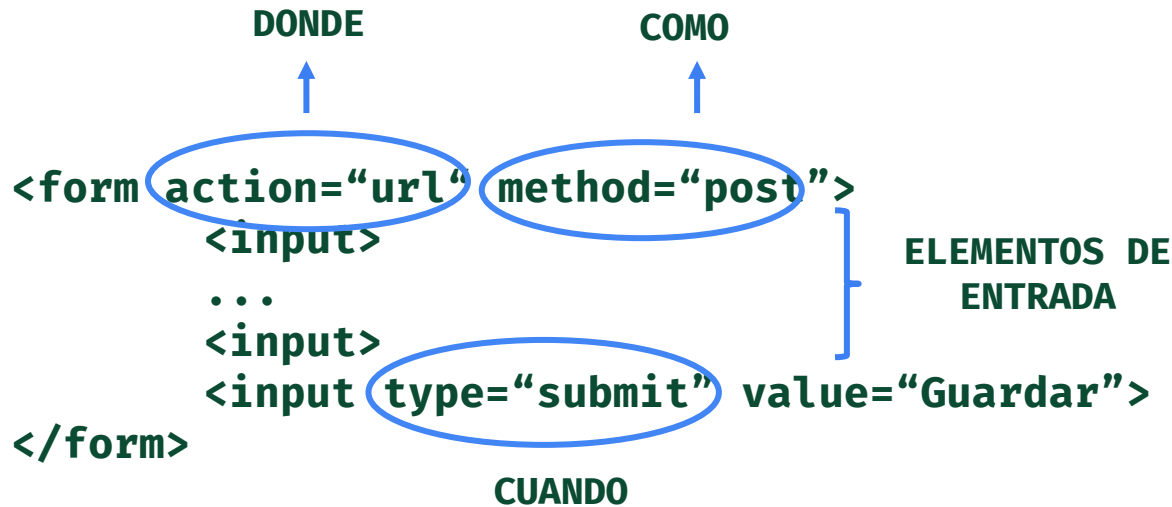 DONDE
COMO
<form action=“url“ method=“post”>
<input>
...
<input>
<input type=“submit” value=“Guardar”>
</form>
ELEMENTOS DE
ENTRADA
CUANDO